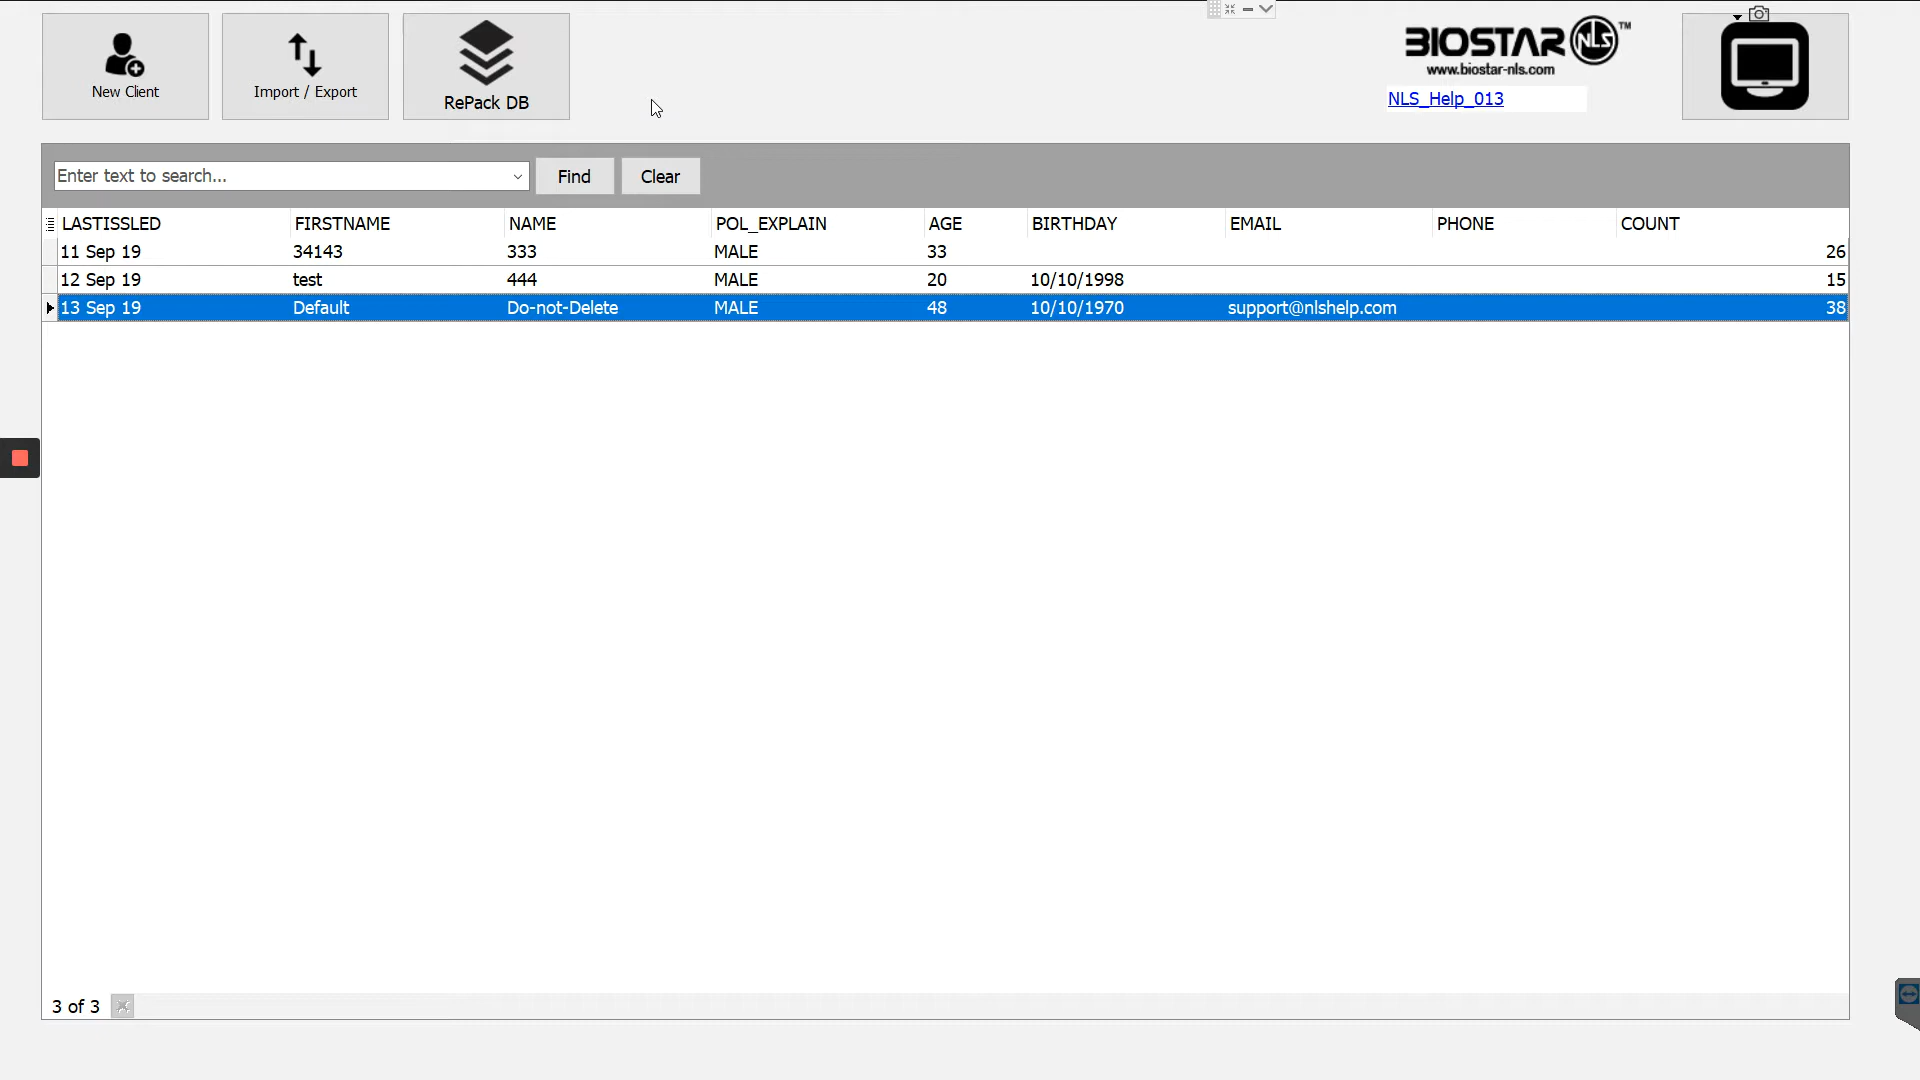 New Client
Import / Export
RePack DB
BIOSTAR NLS ™
www.biostar-nls.com
NLS_Help_013
Enter text to search... Find Clear
LASTISSLED FIRSTNAME NAME POL_EXPLAIN AGE BIRTHDAY EMAIL PHONE COUNT
11 Sep 19 34143 333 MALE 33 26
12 Sep 19 test 444 MALE 20 10/10/1998 15
13 Sep 19 Default Do-not-Delete MALE 48 10/10/1970 support@nlshelp.com 38
3 of 3